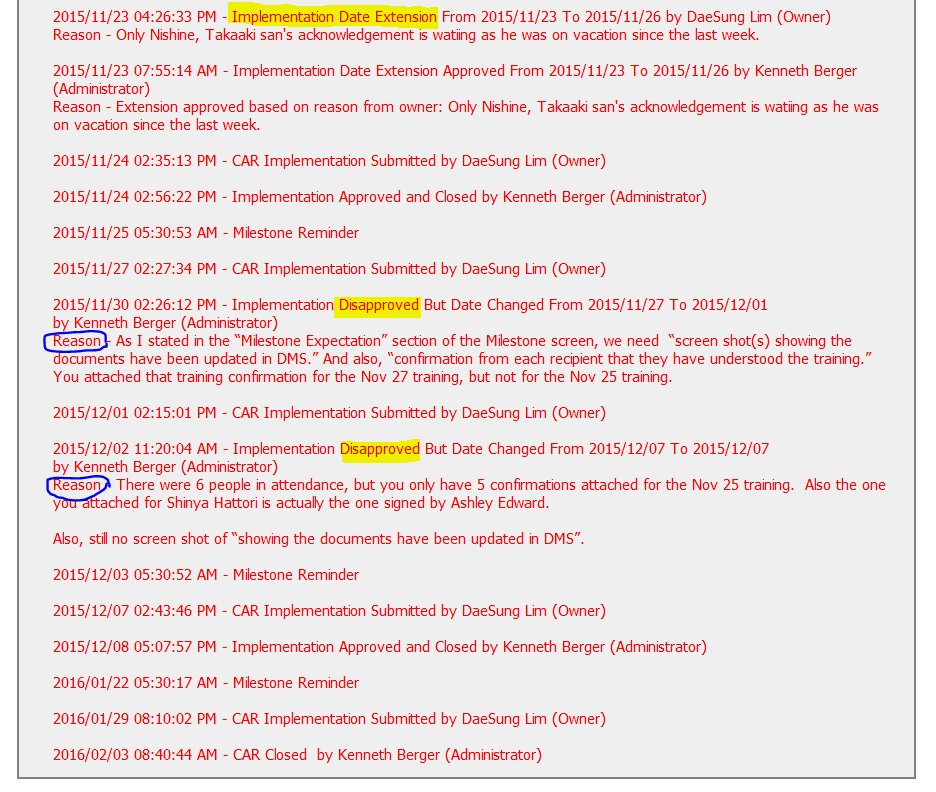 2015/11/23 04:26:33 PM - Implementation Date Extension From 2015/11/23 To 2015/11/26 by DaeSung Lim (Owner)
Reason - Only Nishine, Takaaki san's acknowledgement is watiing as he was on vacation since the last week.
2015/11/23 07:55:14 AM - Implementation Date Extension Approved From 2015/11/23 To 2015/11/26 by Kenneth Berger
(Administrator)
Reason - Extension approved based on reason from owner: Only Nishine, Takaaki san's acknowledgement is watiing as he was
on vacation since the last week.
2015/11/24 02:35:13 PM - CAR Implementation Submitted by DaeSung Lim (Owner)
2015/11/24 02:56:22 PM - Implementation Approved and Closed by Kenneth Berger (Administrator)
2015/11/25 05:30:53 AM - Milestone Reminder
2015/11/27 02:27:34 PM - CAR Implementation Submitted by DaeSung Lim (Owner)
2015/11/30 02:26:12 PM - Implementation Disapproved But Date Changed From 2015/11/27 To 2015/12/01
by Kenneth Berger (Administrator)
Reason - As I stated in the “Milestone Expectation” section of the Milestone screen, we need “screen shot(s) showing the
documents have been updated in DMS.” And also, “confirmation from each recipient that they have understood the training.”
You attached that training confirmation for the Nov 27 training, but not for the Nov 25 training.
2015/12/01 02:15:01 PM - CAR Implementation Submitted by DaeSung Lim (Owner)
2015/12/02 11:20:04 AM - Implementation Disapproved But Date Changed From 2015/12/07 To 2015/12/07
by Kenneth Berger (Administrator)
Reason - There were 6 people in attendance, but you only have 5 confirmations attached for the Nov 25 training. Also the one
you attached for Shinya Hattori is actually the one signed by Ashley Edward.
Also, still no screen shot of “showing the documents have been updated in DMS”.
2015/12/03 05:30:52 AM - Milestone Reminder
2015/12/07 02:43:46 PM - CAR Implementation Submitted by DaeSung Lim (Owner)
2015/12/08 05:07:57 PM - Implementation Approved and Closed by Kenneth Berger (Administrator)
2016/01/22 05:30:17 AM - Milestone Reminder
2016/01/29 08:10:02 PM - CAR Implementation Submitted by DaeSung Lim (Owner)
2016/02/03 08:40:44 AM - CAR Closed by Kenneth Berger (Administrator)